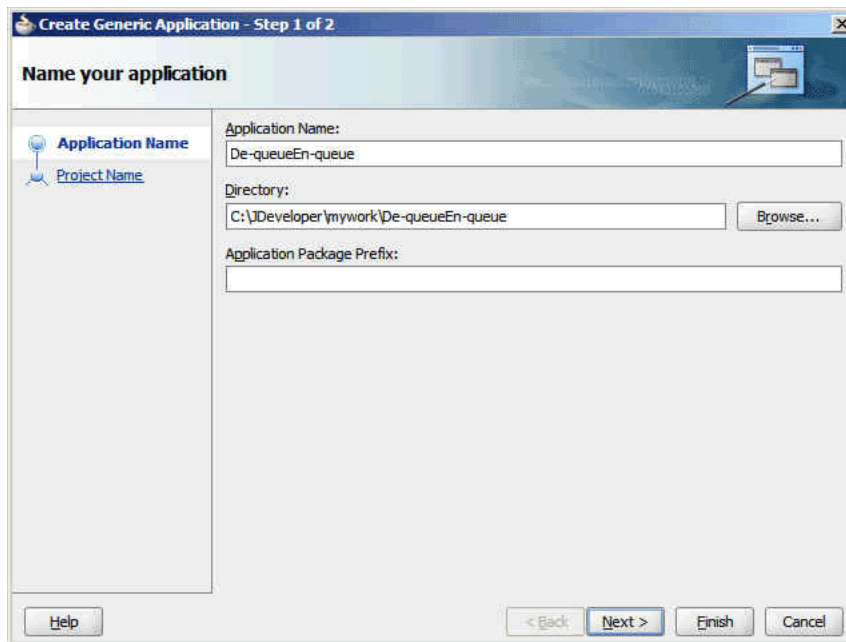 Create Generic Application - Step 1 of 2
Name your application
Application Name
Project Name
Application Name:
De-queueEn-queue
Directory:
C:\JDeveloper\mywork\De-queueEn-queue
Browse...
Application Package Prefix:
Help
< Back
Next >
Finish
Cancel